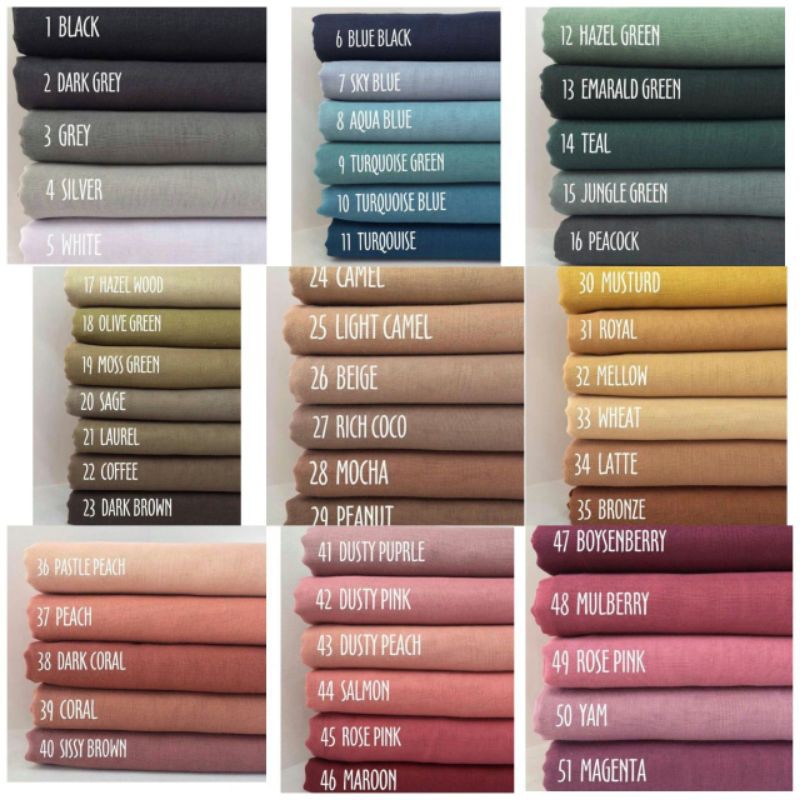 1 BLACK
2 DARK GREY
3 GREY
4 SILVER
5 WHITE
6 BLUE BLACK
7 SKY BLUE
8 AQUA BLUE
9 TURQUOISE GREEN
10 TURQUOISE BLUE
11 TURQOUISE
12 HAZEL GREEN
13 EMARALD GREEN
14 TEAL
15 JUNGLE GREEN
16 PEACOCK
17 HAZEL WOOD
18 OLIVE GREEN
19 MOSS GREEN
20 SAGE
21 LAUREL
22 COFFEE
23 DARK BROWN
24 CAMEL
25 LIGHT CAMEL
26 BEIGE
27 RICH COCO
28 MOCHA
29 PEANUT
30 MUSTURD
31 ROYAL
32 MELLOW
33 WHEAT
34 LATTE
35 BRONZE
36 PASTLE PEACH
37 PEACH
38 DARK CORAL
39 CORAL
40 SISSY BROWN
41 DUSTY PUPRLE
42 DUSTY PINK
43 DUSTY PEACH
44 SALMON
45 ROSE PINK
46 MAROON
47 BOYSENBERRY
48 MULBERRY
49 ROSE PINK
50 YAM
51 MAGENTA